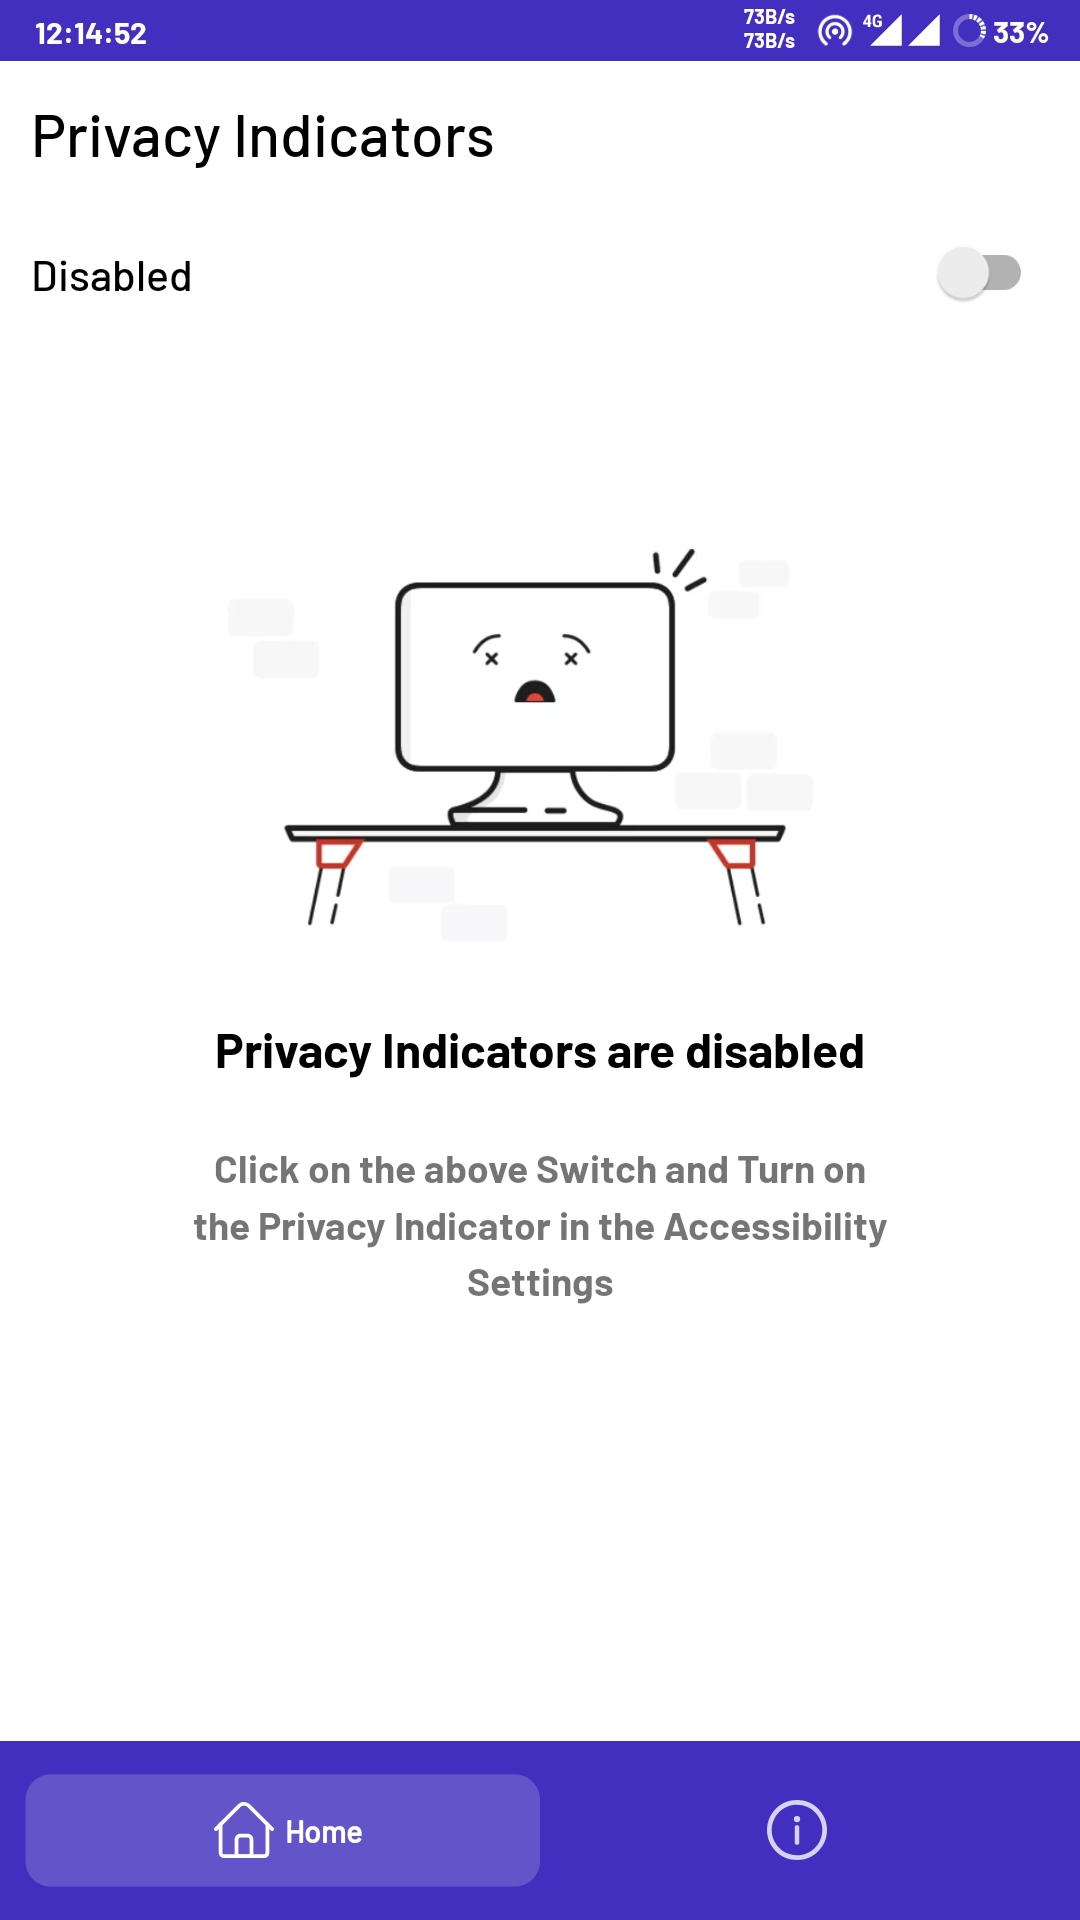 12:14:52
73B/s
73B/s
4G
33%
Privacy Indicators
Disabled
Privacy Indicators are disabled
Click on the above Switch and Turn on
the Privacy Indicator in the Accessibility
Settings
Home